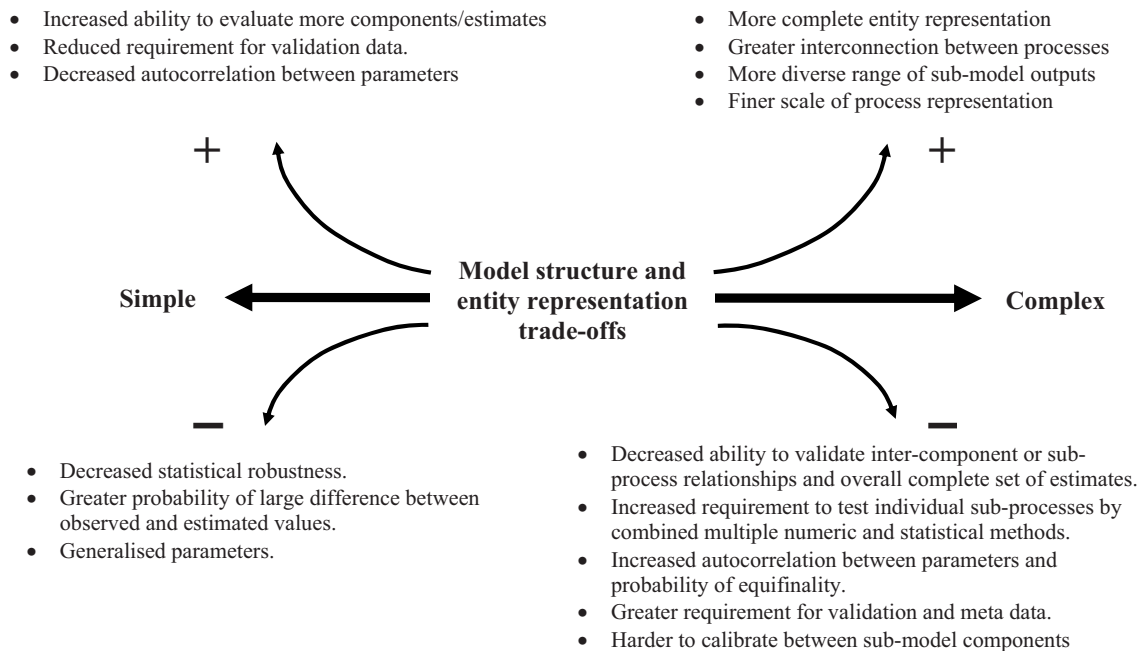 • Increased ability to evaluate more components/estimates
• Reduced requirement for validation data.
• Decreased autocorrelation between parameters
• More complete entity representation
• Greater interconnection between processes
• More diverse range of sub-model outputs
• Finer scale of process representation
+
+
Simple
Model structure and
entity representation
trade-offs
Complex
–
–
• Decreased statistical robustness.
• Greater probability of large difference between
observed and estimated values.
• Generalised parameters.
• Decreased ability to validate inter-component or sub-
process relationships and overall complete set of estimates.
• Increased requirement to test individual sub-processes by
combined multiple numeric and statistical methods.
• Increased autocorrelation between parameters and
probability of equifinality.
• Greater requirement for validation and meta data.
• Harder to calibrate between sub-model components